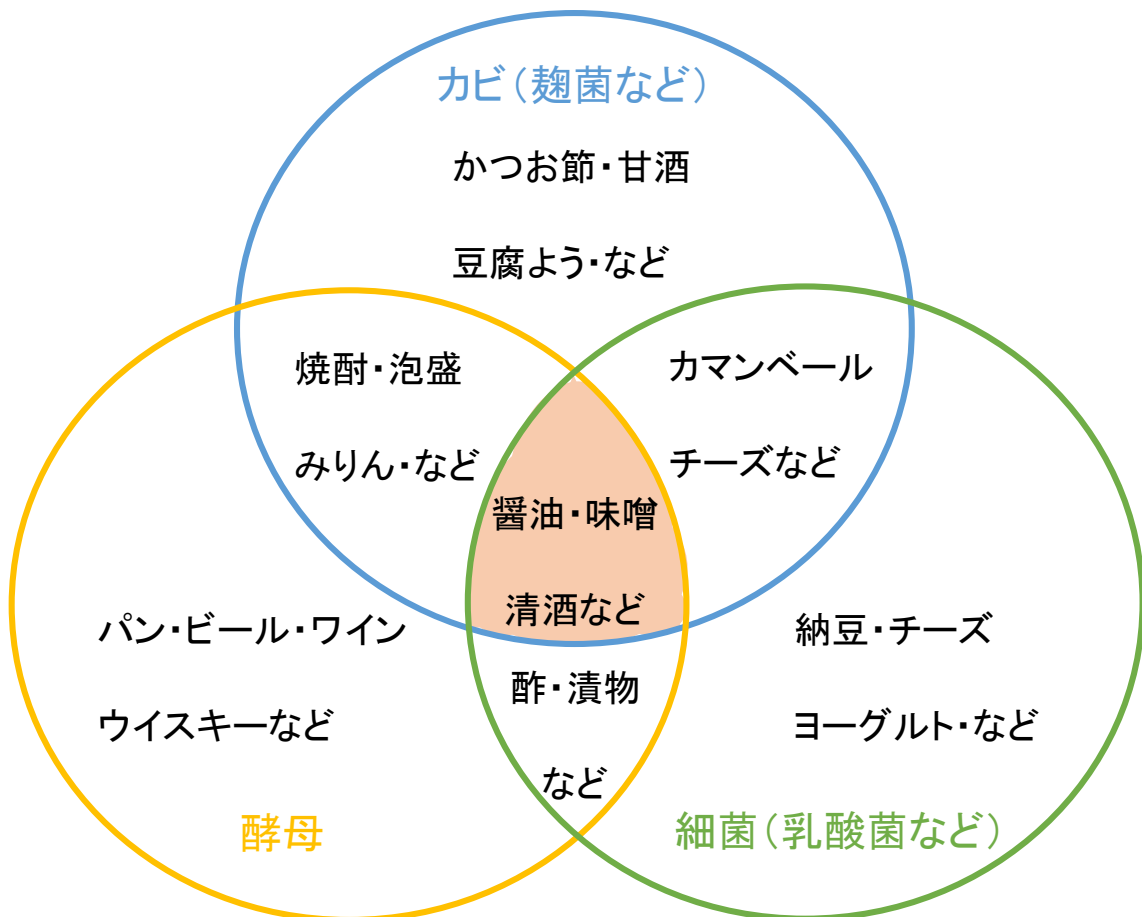 カビ（麹菌など）
かつお節・甘酒
豆腐よう・など
焼酎・泡盛
みりん・など
カマンベール
チーズなど
醤油・味噌
清酒など
パン・ビール・ワイン
ウイスキーなど
納豆・チーズ
ヨーグルト・など
酢・漬物
など
酵母
細菌（乳酸菌など）